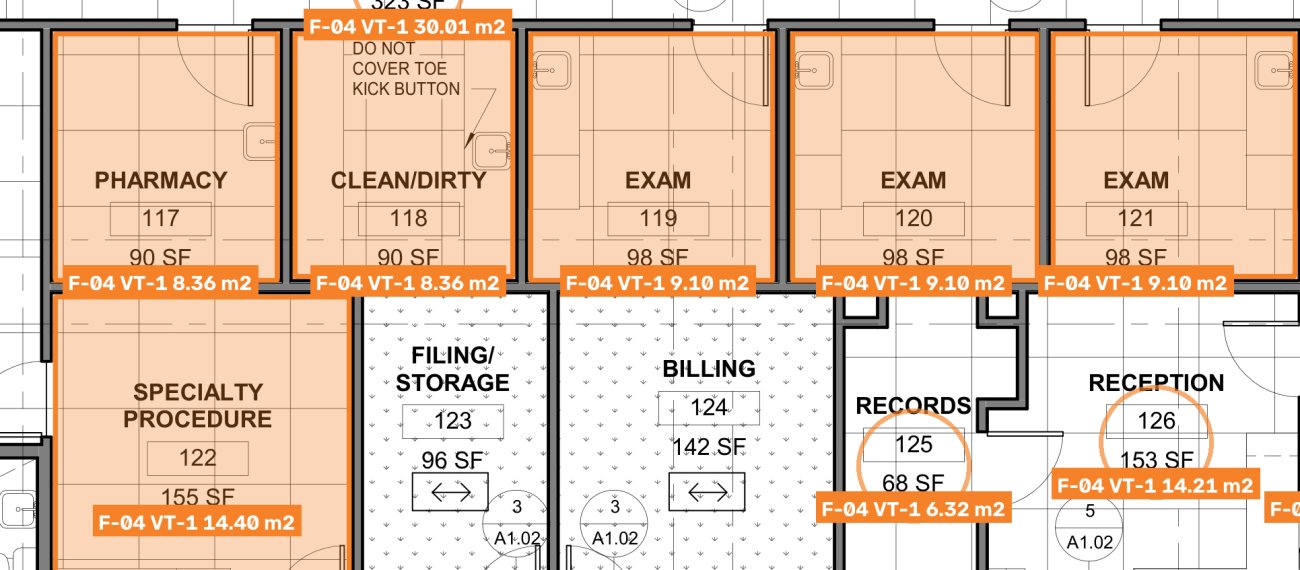 323 SF
F-04 VT-1 30.01 m2
DO NOT
COVER TOE
KICK BUTTON
PHARMACY
117
90 SF
F-04 VT-1 8.36 m2
CLEAN/DIRTY
118
90 SF
F-04 VT-1 8.36 m2
EXAM
119
98 SF
F-04 VT-1 9.10 m2
EXAM
120
98 SF
F-04 VT-1 9.10 m2
EXAM
121
98 SF
F-04 VT-1 9.10 m2
SPECIALTY
PROCEDURE
122
155 SF
F-04 VT-1 14.40 m2
FILING/
STORAGE
123
96 SF
3
A1.02
BILLING
124
142 SF
3
A1.02
RECORDS
125
68 SF
F-04 VT-1 6.32 m2
RECEPTION
126
153 SF
F-04 VT-1 14.21 m2
5
A1.02